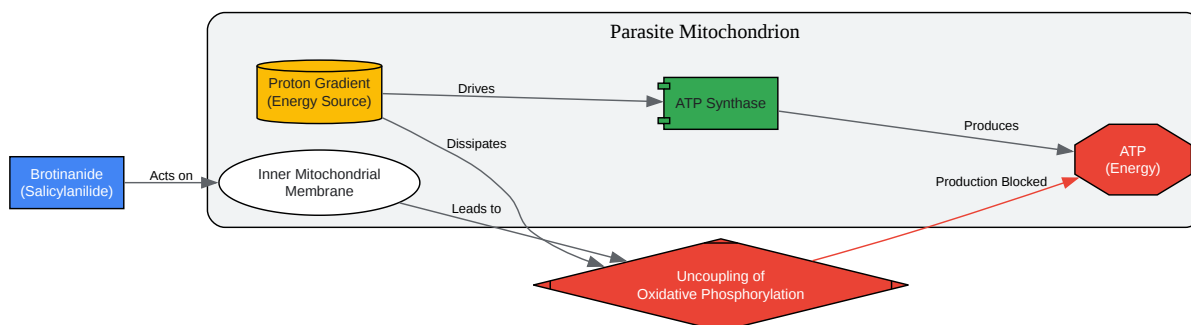 Parasite Mitochondrion
Proton Gradient
(Energy Source)
Drives
ATP Synthase
Produces
ATP
(Energy)
Dissipates
Brotinanide
(Salicylanilide)
Acts on
Inner Mitochondrial
Membrane
Leads to
Production Blocked
Uncoupling of
Oxidative Phosphorylation